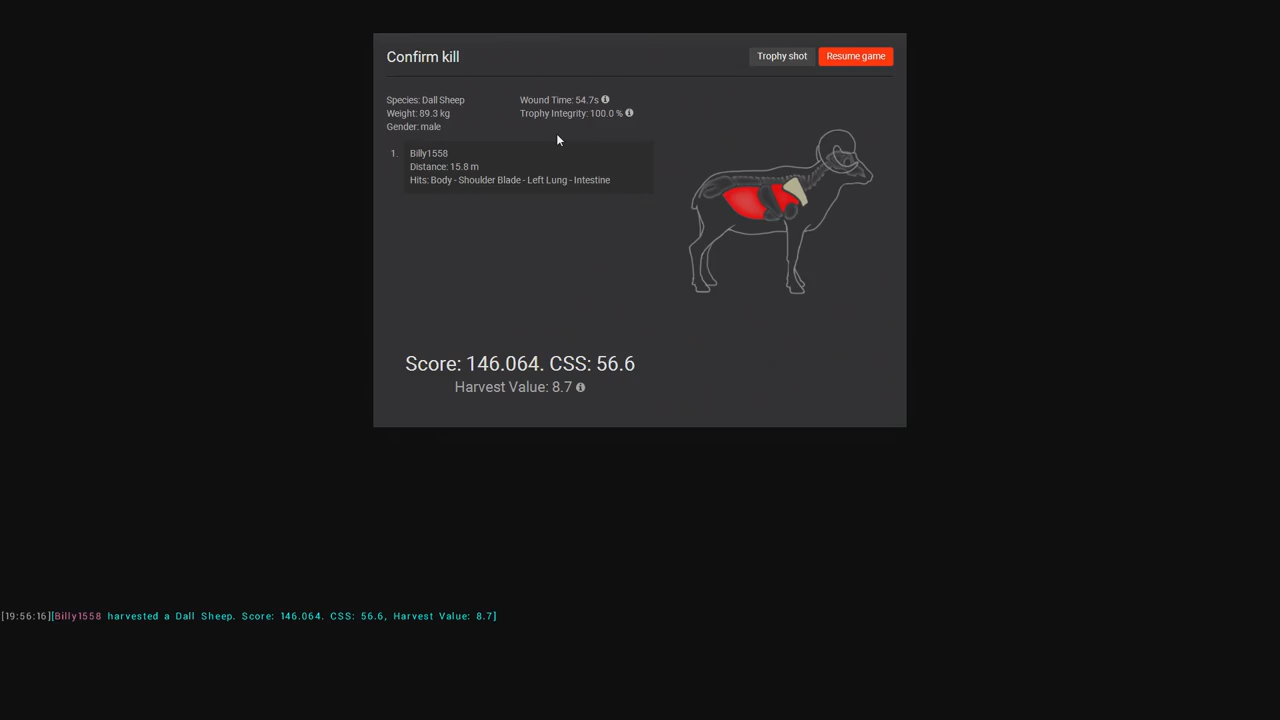 Confirm kill
Trophy shot
Resume game
Species: Dall Sheep
Weight: 89.3 kg
Gender: male
Wound Time: 54.7s
Trophy Integrity: 100.0 %
1.
Billy1558
Distance: 15.8 m
Hits: Body - Shoulder Blade - Left Lung - Intestine
Score: 146.064. CSS: 56.6
Harvest Value: 8.7
[19:56:16][Billy1558 harvested a Dall Sheep. Score: 146.064. CSS: 56.6, Harvest Value: 8.7]